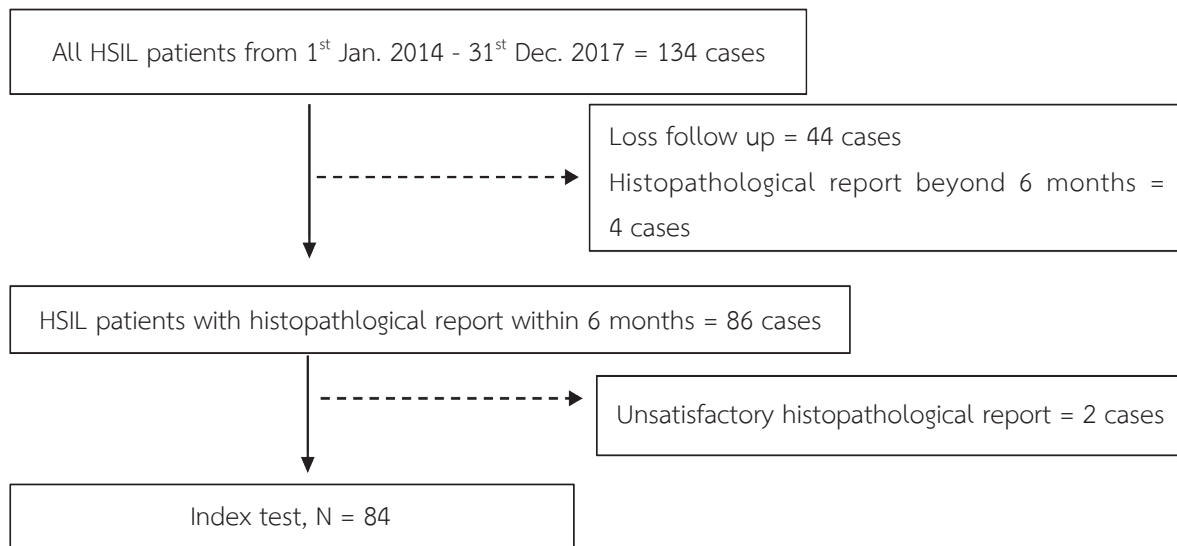 All HSIL patients from 1st Jan. 2014 - 31st Dec. 2017 = 134 cases
Loss follow up = 44 cases
Histopathological report beyond 6 months =
4 cases
HSIL patients with histopathlogical report within 6 months = 86 cases
Unsatisfactory histopathological report = 2 cases
Index test, N = 84